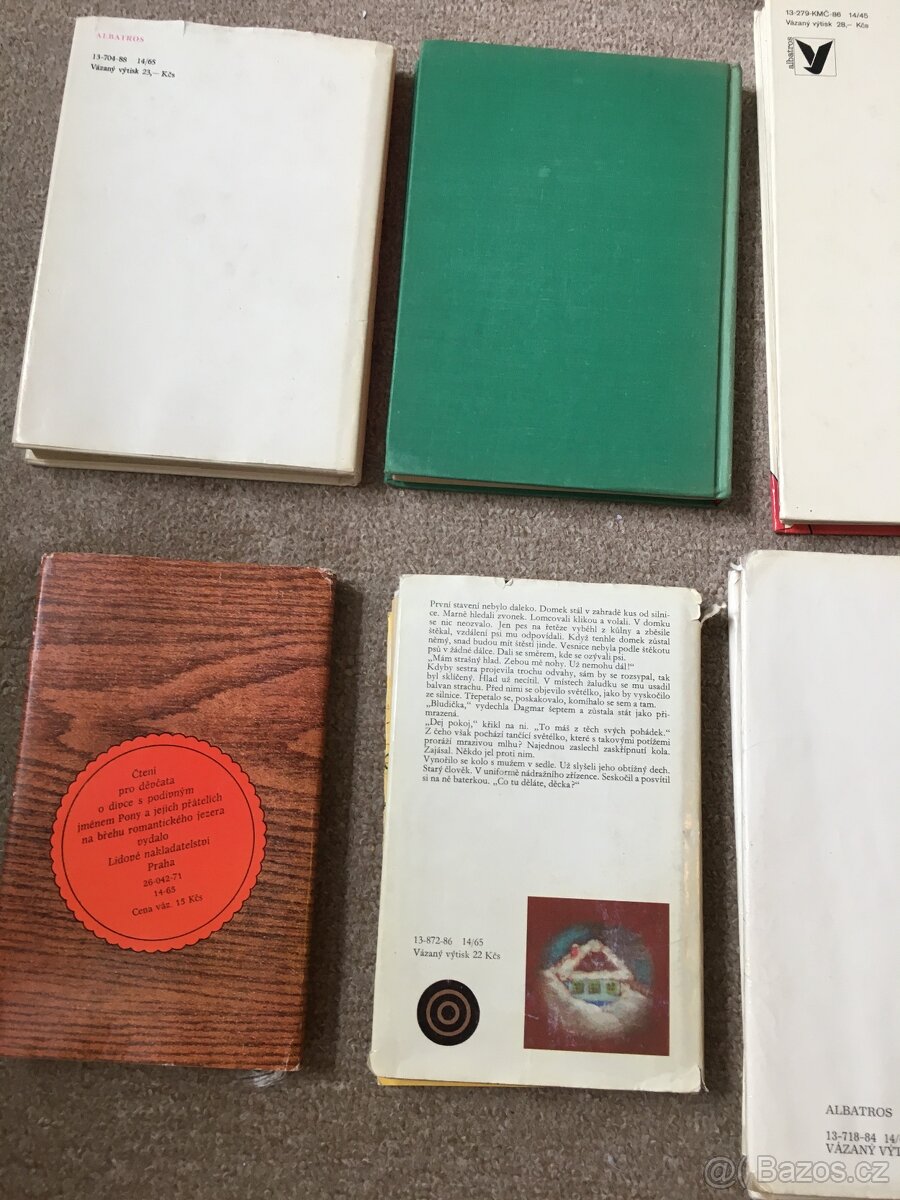 ALBATROS
13-704-88 14/65
Vázaný výtisk 23,— Kčs
13-279-KMČ-86 14/45
Vázaný výtisk 28,— Kčs
albatros
Čtení
pro děvčata
o dívce s podivným
jménem Pony a jejích přátelích
na břehu romantického jezera
vydalo
Lidové nakladatelství
Praha
26-042-71
14-65
Cena váz. 15 Kčs
První stavení nebylo daleko. Domek stál v zahradě kus od silni-
ce. Marně hledali zvonek. Lomcovali klikou a volali. V domku
se nic neozvalo. Jen pes na řetěze vyběhl z kůlny a zběsile
štěkal, vzdálení psi mu odpovídali. Když tenhle domek zůstal
němý, snad budou mít štěstí jinde. Vesnice nebyla podle štěkotu
psů v žádné dálce. Dali se směrem, kde se ozývali psi.
„Mám strašný hlad. Zebou mě nohy. Už nemohu dál!“
Kdyby sestra projevila trochu odvahy, sám by se rozsypal, tak
byl skličený. Hlad už necítil. V místech žaludku se mu usadil
balvan strachu. Před nimi se objevilo světélko, jako by vyskočilo
ze silnice. Třepetalo se, poskakovalo, komíhalo se sem a tam.
„Bludička,“ vydechla Dagmar šeptem a zůstala stát jako při-
mrazená.
„Dej pokoj,“ křikl na ni. „To máš z těch svých pohádek.“
Z čeho však pochází tančící světélko, které s takovými potížemi
proráží mrazivou mlhu? Najednou zaslechl zaskřípnutí kola.
Zajásal. Někdo jel proti nim.
Vynořilo se kolo s mužem v sedle. Už slyšeli jeho obtížný dech.
Starý člověk. V uniformě nádražního zřízence. Seskočil a posvítil
si na ně baterkou. „Co tu děláte, děcka?“
13-872-86 14/65
Vázaný výtisk 22 Kčs
ALBATROS
13-718-84 14/
VÁZANÝ VÝT
@ Bazos.cz